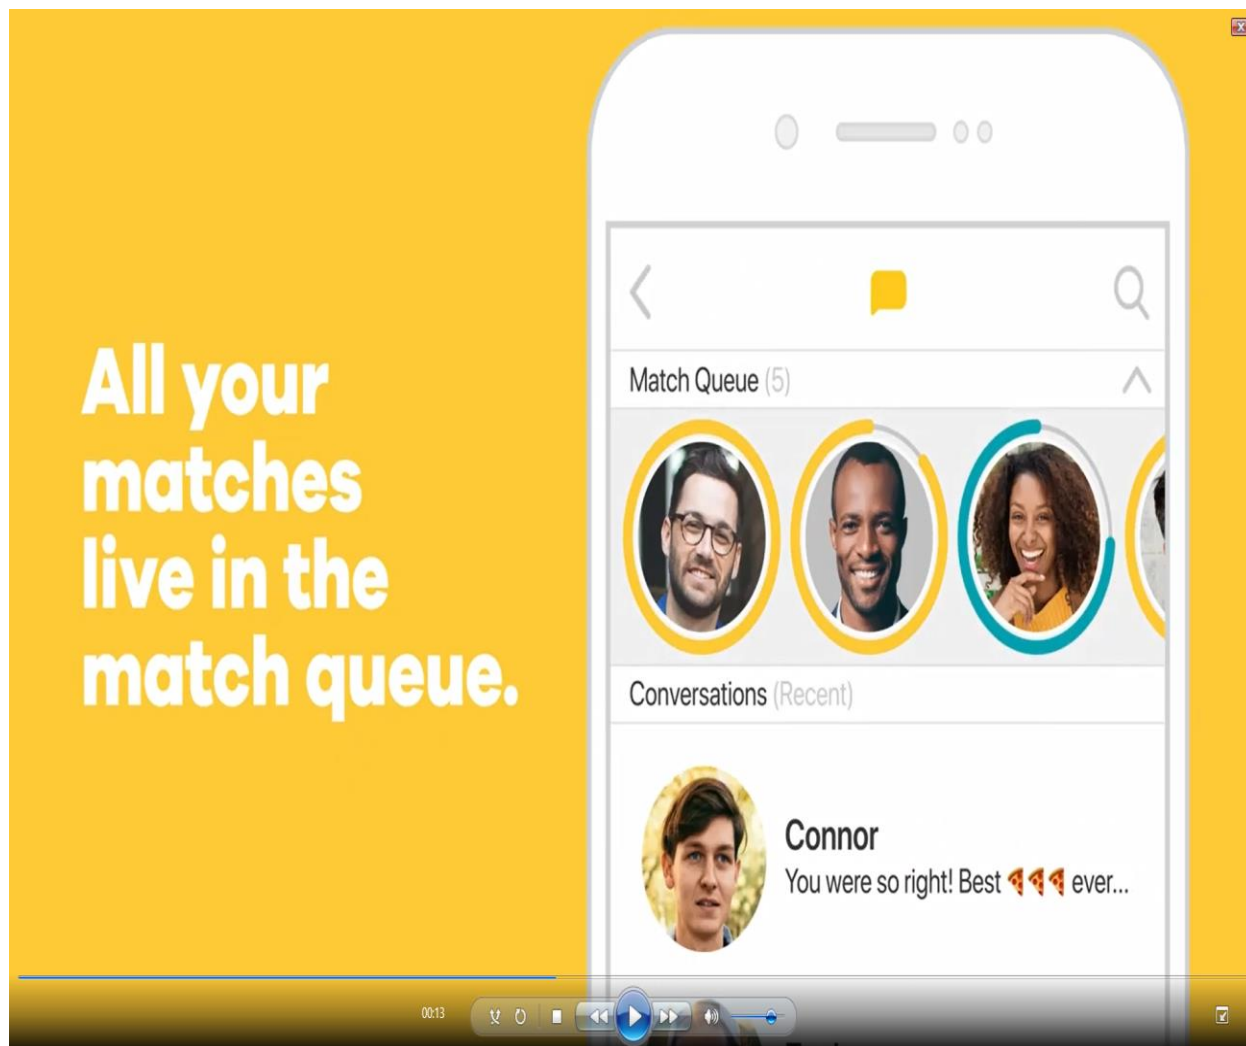 All your
matches
live in the
match queue.
Match Queue (5)
Conversations (Recent)
Connor
You were so right! Best 🍕🍕🍕 ever...
00:13